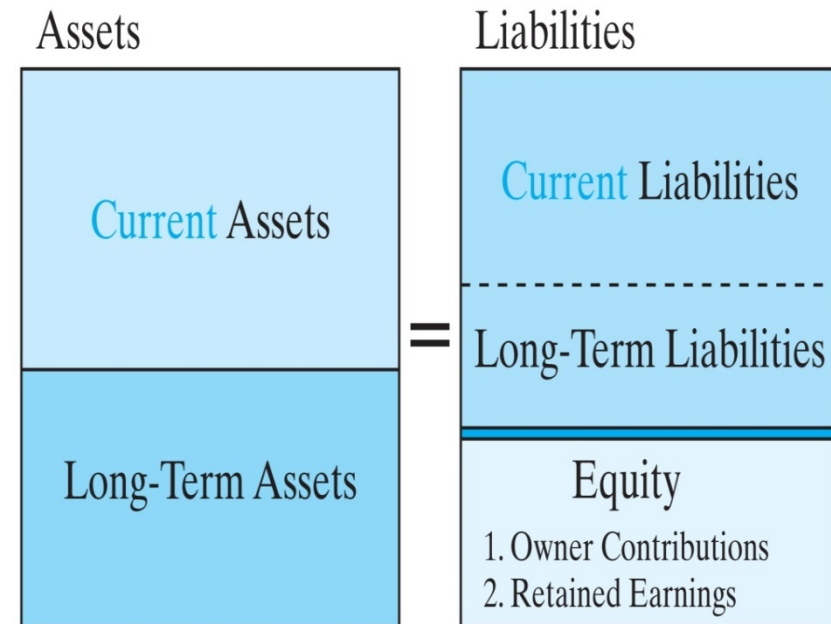 Assets
Current Assets
Long-Term Assets
=
Liabilities
Current Liabilities
Long-Term Liabilities
Equity
1. Owner Contributions
2. Retained Earnings